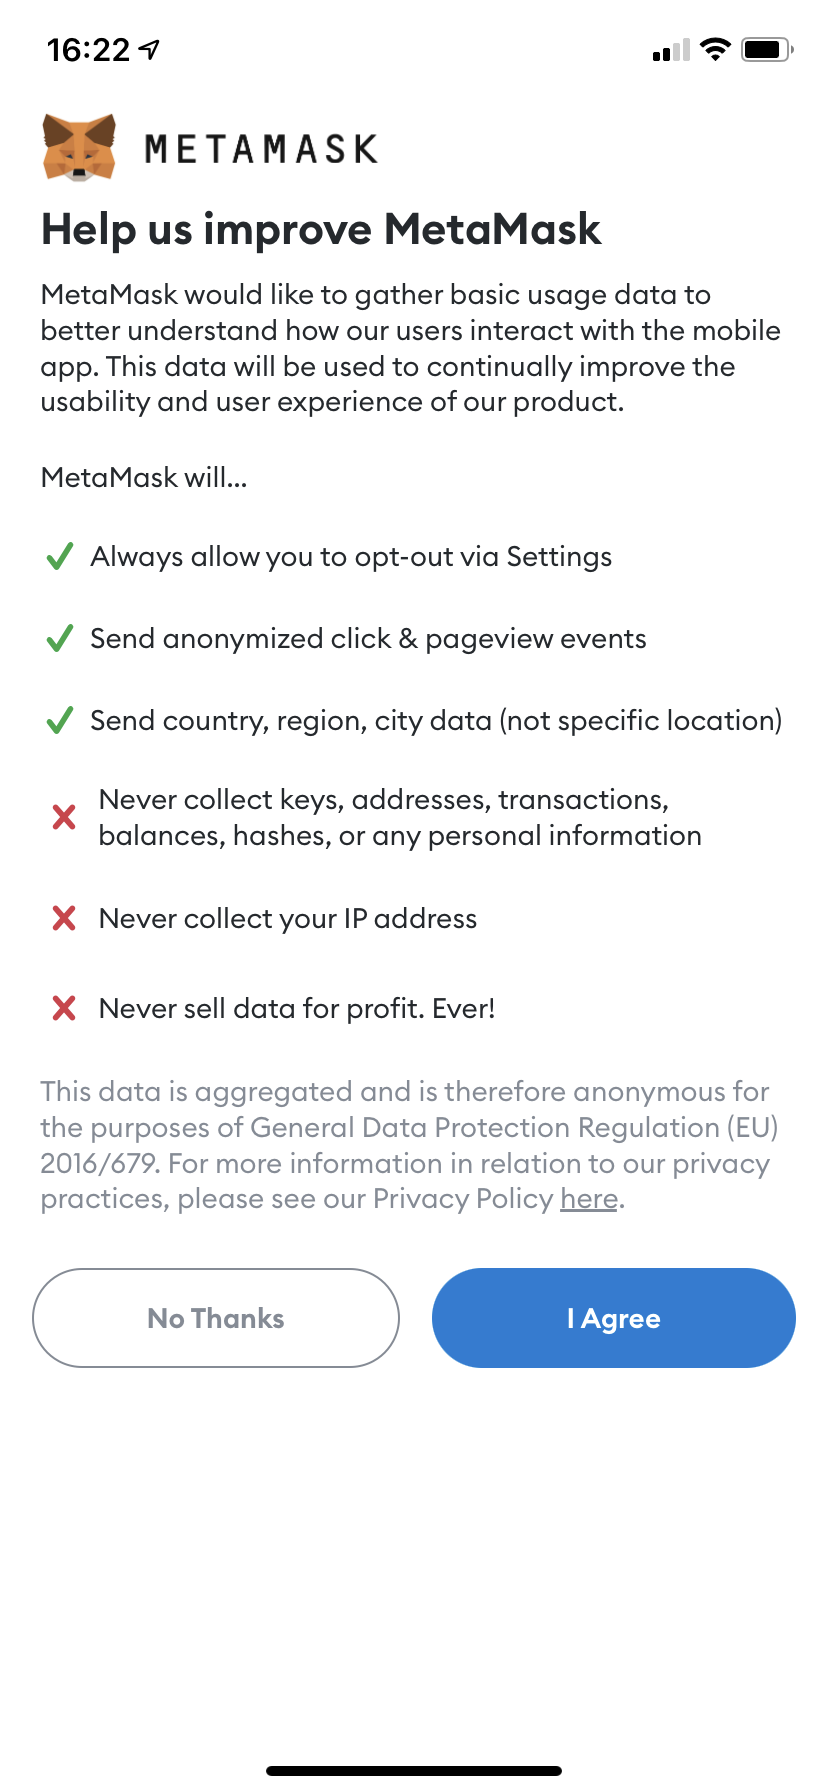 16:22
METAMASK
Help us improve MetaMask
MetaMask would like to gather basic usage data to
better understand how our users interact with the mobile
app. This data will be used to continually improve the
usability and user experience of our product.
MetaMask will...
Always allow you to opt-out via Settings
Send anonymized click & pageview events
Send country, region, city data (not specific location)
Never collect keys, addresses, transactions,
balances, hashes, or any personal information
Never collect your IP address
Never sell data for profit. Ever!
This data is aggregated and is therefore anonymous for
the purposes of General Data Protection Regulation (EU)
2016/679. For more information in relation to our privacy
practices, please see our Privacy Policy here.
No Thanks
I Agree